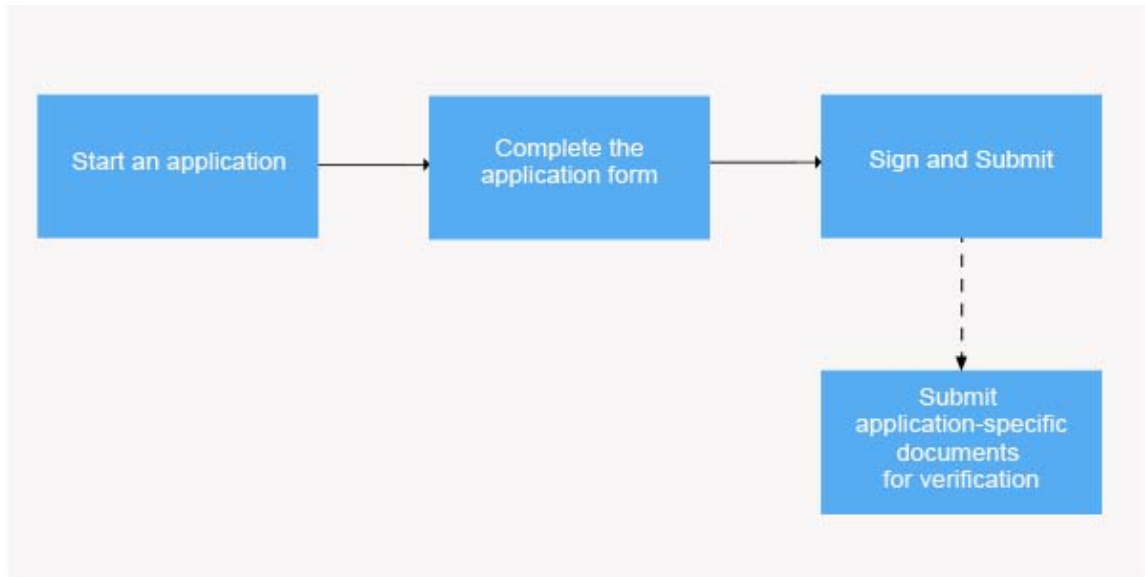 Start an application
Complete the
application form
Sign and Submit
Submit
application-specific
documents
for verification